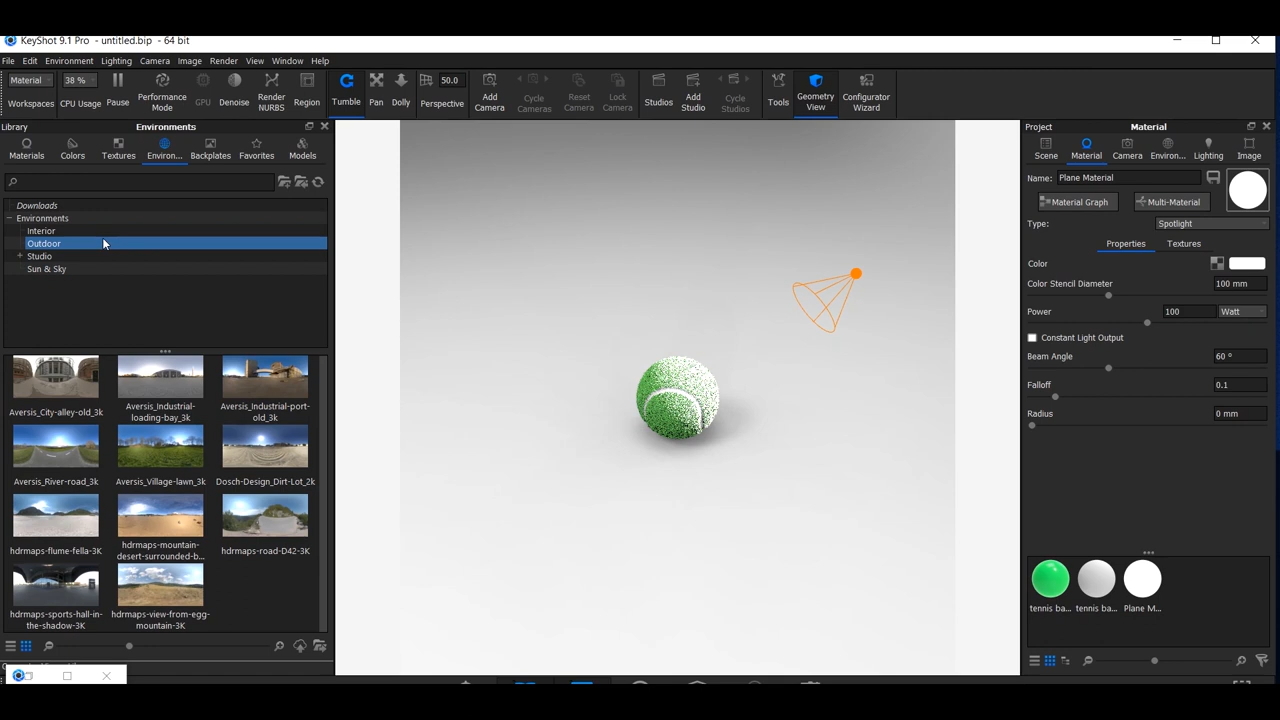 KeyShot 9.1 Pro - untitled.bip - 64 bit
File Edit Environment Lighting Camera Image Render View Window Help
Material 38 % 50.0
Workspaces CPU Usage Pause Performance Mode GPU Denoise Render NURBS Region Tumble Pan Dolly Perspective Add Camera Cycle Cameras Reset Camera Lock Camera Studios Add Studio Cycle Studios Tools Geometry View Configurator Wizard
Library Environments
Materials Colors Textures Environ... Backplates Favorites Models
Downloads
Environments
Interior
Outdoor
Studio
Sun & Sky
Aversis_City-alley-old_3k
Aversis_Industrial-loading-bay_3k
Aversis_Industrial-port-old_3k
Aversis_River-road_3k
Aversis_Village-lawn_3k
Dosch-Design_Dirt-Lot_2k
hdrmaps-flume-fella-3K
hdrmaps-mountain-desert-surrounded-b...
hdrmaps-road-D42-3K
hdrmaps-sports-hall-in-the-shadow-3K
hdrmaps-view-from-egg-mountain-3K
Project Material
Scene Material Camera Environ... Lighting Image
Name: Plane Material
Material Graph Multi-Material
Type: Spotlight
Properties Textures
Color
Color Stencil Diameter 100 mm
Power 100 Watt
Constant Light Output
Beam Angle 60 º
Falloff 0.1
Radius 0 mm
tennis ba... tennis ba... Plane M...